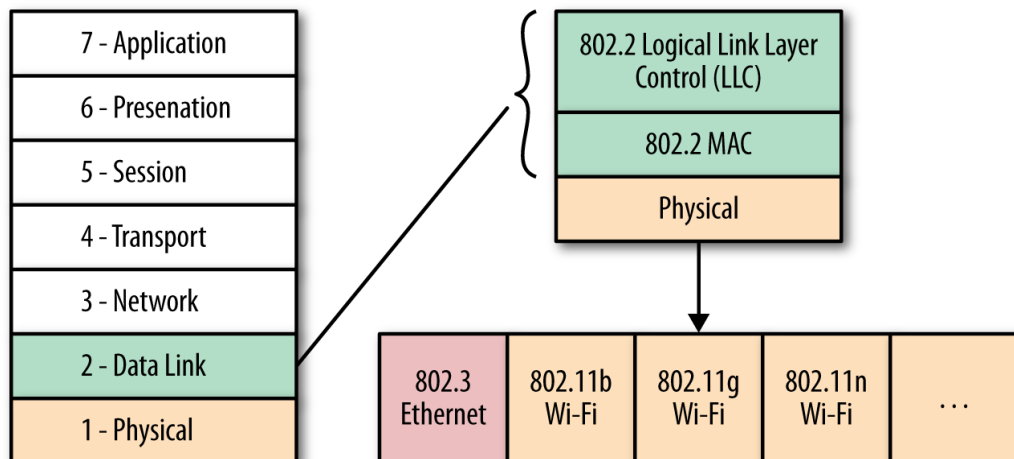 7 - Application
6 - Presenation
5 - Session
4 - Transport
3 - Network
2 - Data Link
1 - Physical
802.2 Logical Link Layer
Control (LLC)
802.2 MAC
Physical
802.3
Ethernet
802.11b
Wi-Fi
802.11g
Wi-Fi
802.11n
Wi-Fi
...